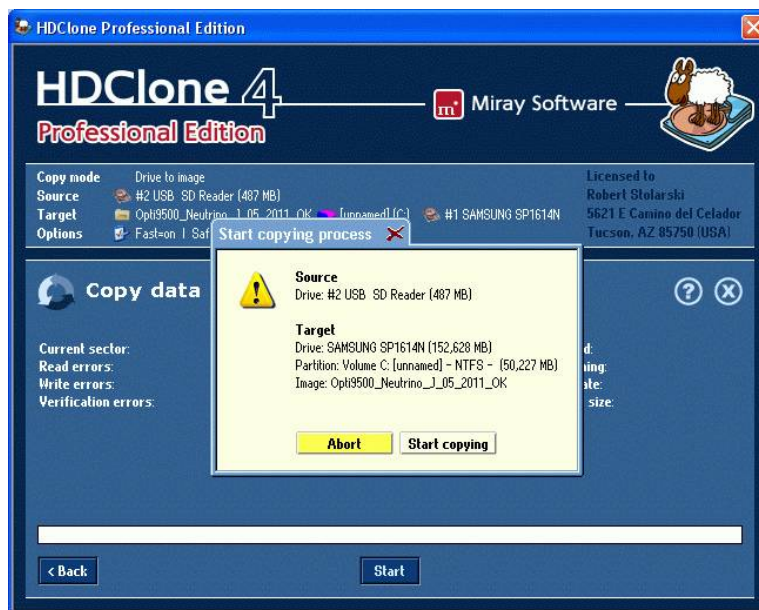 HDClone Professional Edition
HDClone 4
Professional Edition
m Miray Software
Copy mode Drive to image
Source #2 USB SD Reader (487 MB)
Target Opti9500_Neutrino_J_05_2011_OK [unnamed] (C:) #1 SAMSUNG SP1614N
Options Fast=on | Saf
Licensed to
Robert Stolarski
5621 E Camino del Celador
Tucson, AZ 85750 (USA)
Start copying process
Copy data
Source
Drive: #2 USB SD Reader (487 MB)
Target
Drive: SAMSUNG SP1614N (152,628 MB)
Partition: Volume C: [unnamed] - NTFS - (50,227 MB)
Image: Opti9500_Neutrino_J_05_2011_OK
Abort Start copying
Current sector:
Read errors:
Write errors:
Verification errors:
d:
ing:
ate:
size:
< Back Start